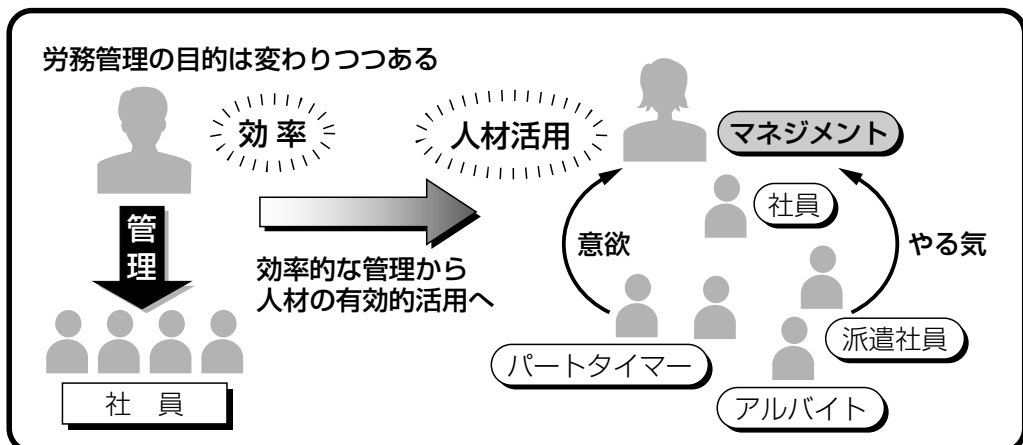 労務管理の目的は変わりつつある
効率
人材活用
マネジメント
管理
社員
意欲
やる気
効率的な管理から
人材の有効的活用へ
派遣社員
パートタイマー
社 員
アルバイト